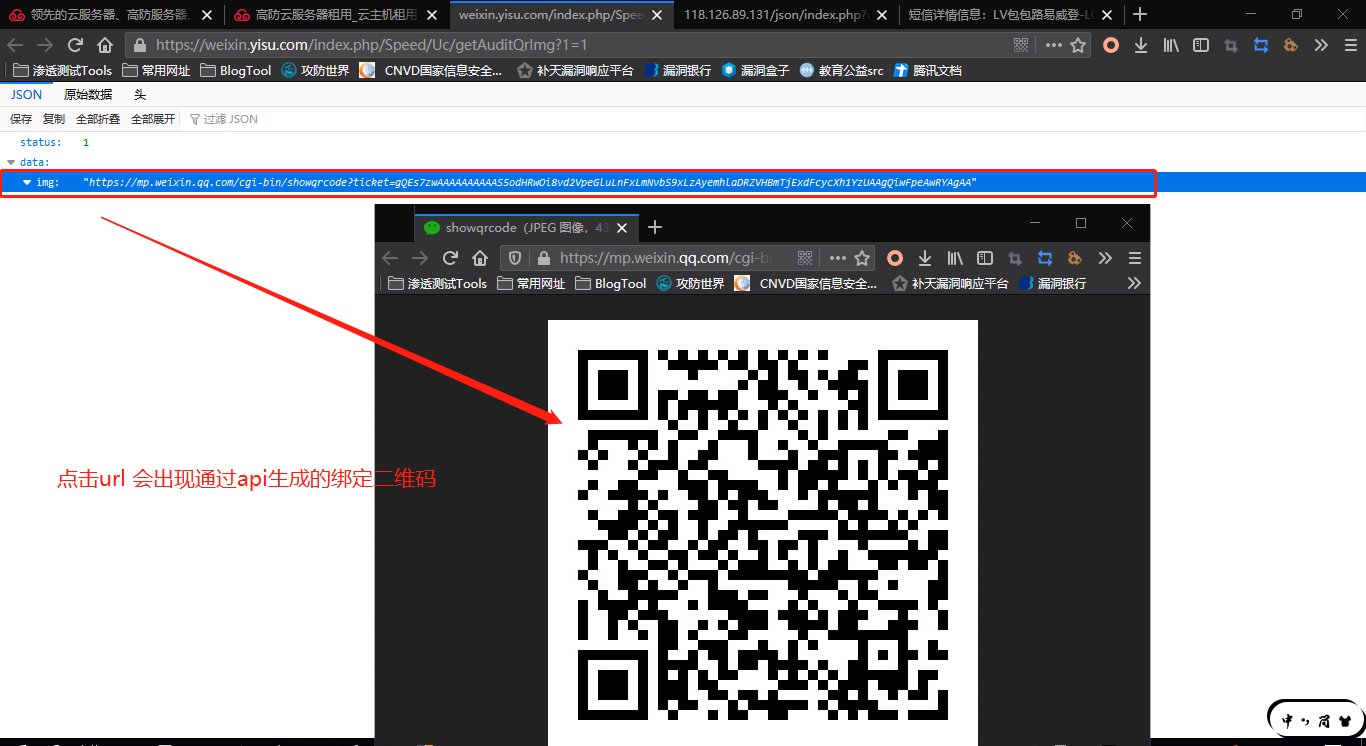 领先的云服务器、高防服务器、
高防云服务器租用_云主机租用
weixin.yisu.com/index.php/Spee
118.126.89.131/json/index.php?
短信详情信息：LV包包路易威登-LO
https://weixin.yisu.com/index.php/Speed/Uc/getAuditQrImg?1=1
渗透测试Tools 常用网址 BlogTool 攻防世界 CNVD国家信息安全... 补天漏洞响应平台 漏洞银行 漏洞盒子 教育公益src 腾讯文档
JSON 原始数据 头
保存 复制 全部折叠 全部展开 过滤 JSON
status: 1
data:
img: "https://mp.weixin.qq.com/cgi-bin/showqrcode?ticket=gQEs7zwAAAAAAAAAAS5odHRwOi8vd2VpeGluLnFxLmNvbS9xLzAyemhlaDRZVHBmTjExdFcycXh1YzUAAgQiwFpeAwRYAgAA"
showqrcode (JPEG 图像，43
https://mp.weixin.qq.com/cgi-b
渗透测试Tools 常用网址 BlogTool 攻防世界 CNVD国家信息安全... 补天漏洞响应平台 漏洞银行
点击url 会出现通过api生成的绑定二维码